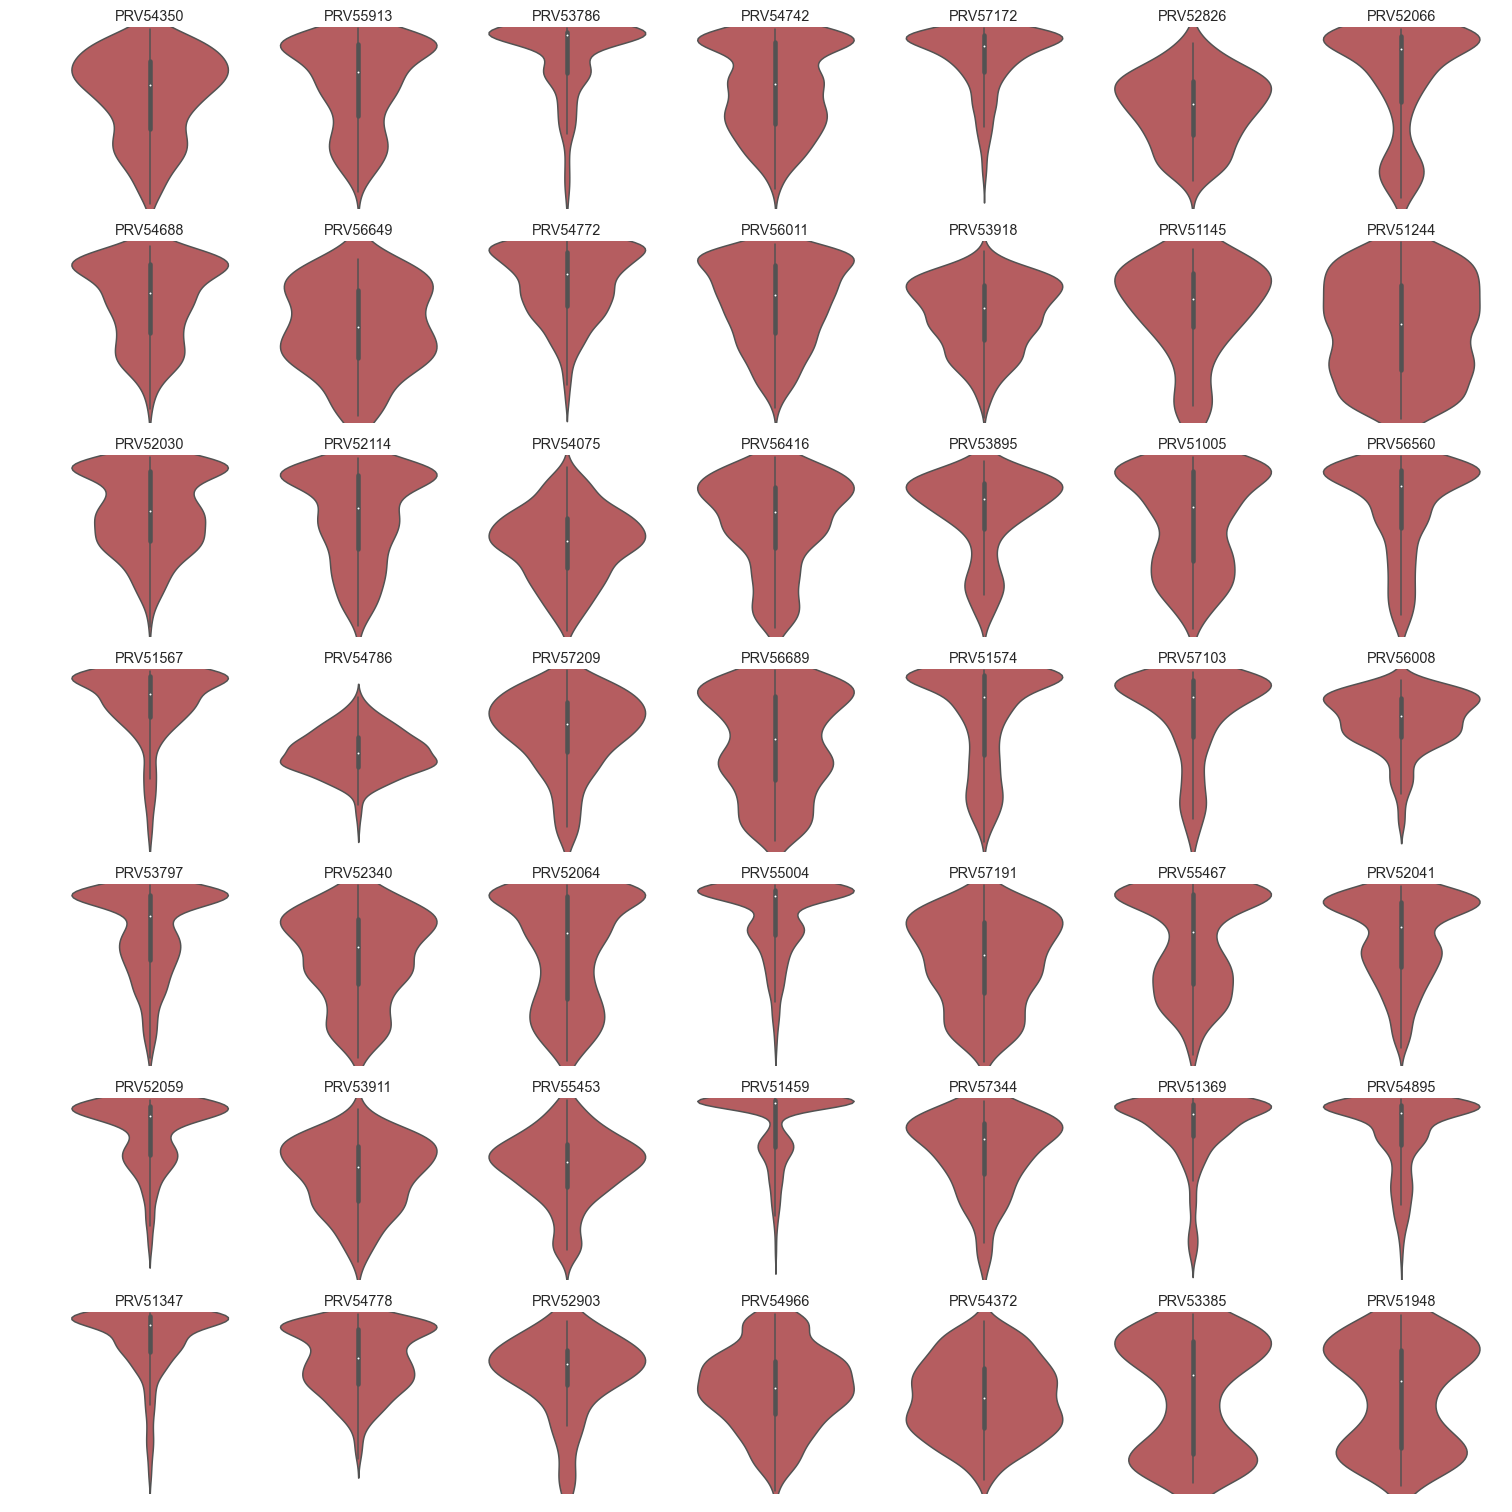 PRV54350 PRV55913 PRV53786 PRV54742 PRV57172 PRV52826 PRV52066
PRV54688 PRV56649 PRV54772 PRV56011 PRV53918 PRV51145 PRV51244
PRV52030 PRV52114 PRV54075 PRV56416 PRV53895 PRV51005 PRV56560
PRV51567 PRV54786 PRV57209 PRV56689 PRV51574 PRV57103 PRV56008
PRV53797 PRV52340 PRV52064 PRV55004 PRV57191 PRV55467 PRV52041
PRV52059 PRV53911 PRV55453 PRV51459 PRV57344 PRV51369 PRV54895
PRV51347 PRV54778 PRV52903 PRV54966 PRV54372 PRV53385 PRV51948